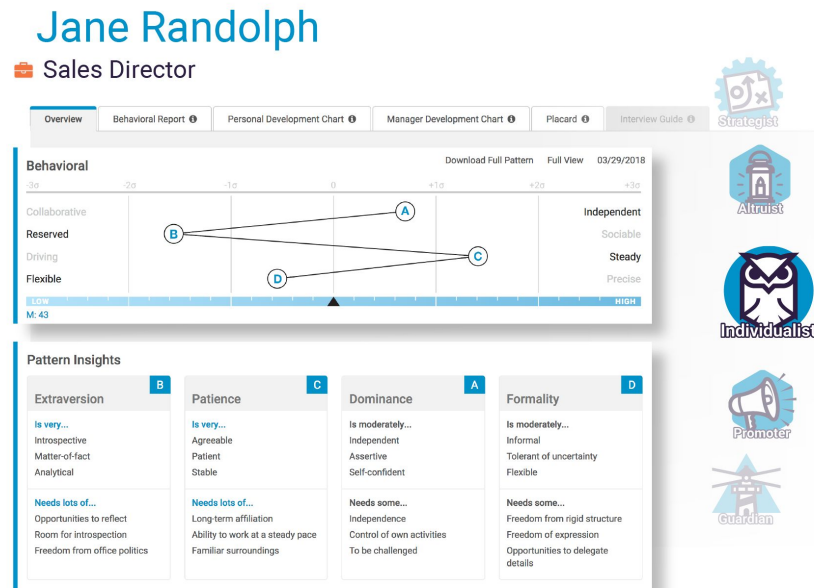 Jane Randolph
Sales Director
Overview
Behavioral Report
Personal Development Chart
Manager Development Chart
Placard
Interview Guide
Behavioral
Download Full Pattern Full View 03/29/2018
-3σ -2σ -1σ 0 +1σ +2σ +3σ
Collaborative A Independent
Reserved B Sociable
Driving C Steady
Flexible D Precise
LOW HIGH
M: 43
Pattern Insights
B
Extraversion
Is very...
Introspective
Matter-of-fact
Analytical
Needs lots of...
Opportunities to reflect
Room for introspection
Freedom from office politics
C
Patience
Is very...
Agreeable
Patient
Stable
Needs lots of...
Long-term affiliation
Ability to work at a steady pace
Familiar surroundings
A
Dominance
Is moderately...
Independent
Assertive
Self-confident
Needs some...
Independence
Control of own activities
To be challenged
D
Formality
Is moderately...
Informal
Tolerant of uncertainty
Flexible
Needs some...
Freedom from rigid structure
Freedom of expression
Opportunities to delegate
details
Strategist
Altruist
Individualist
Promoter
Guardian